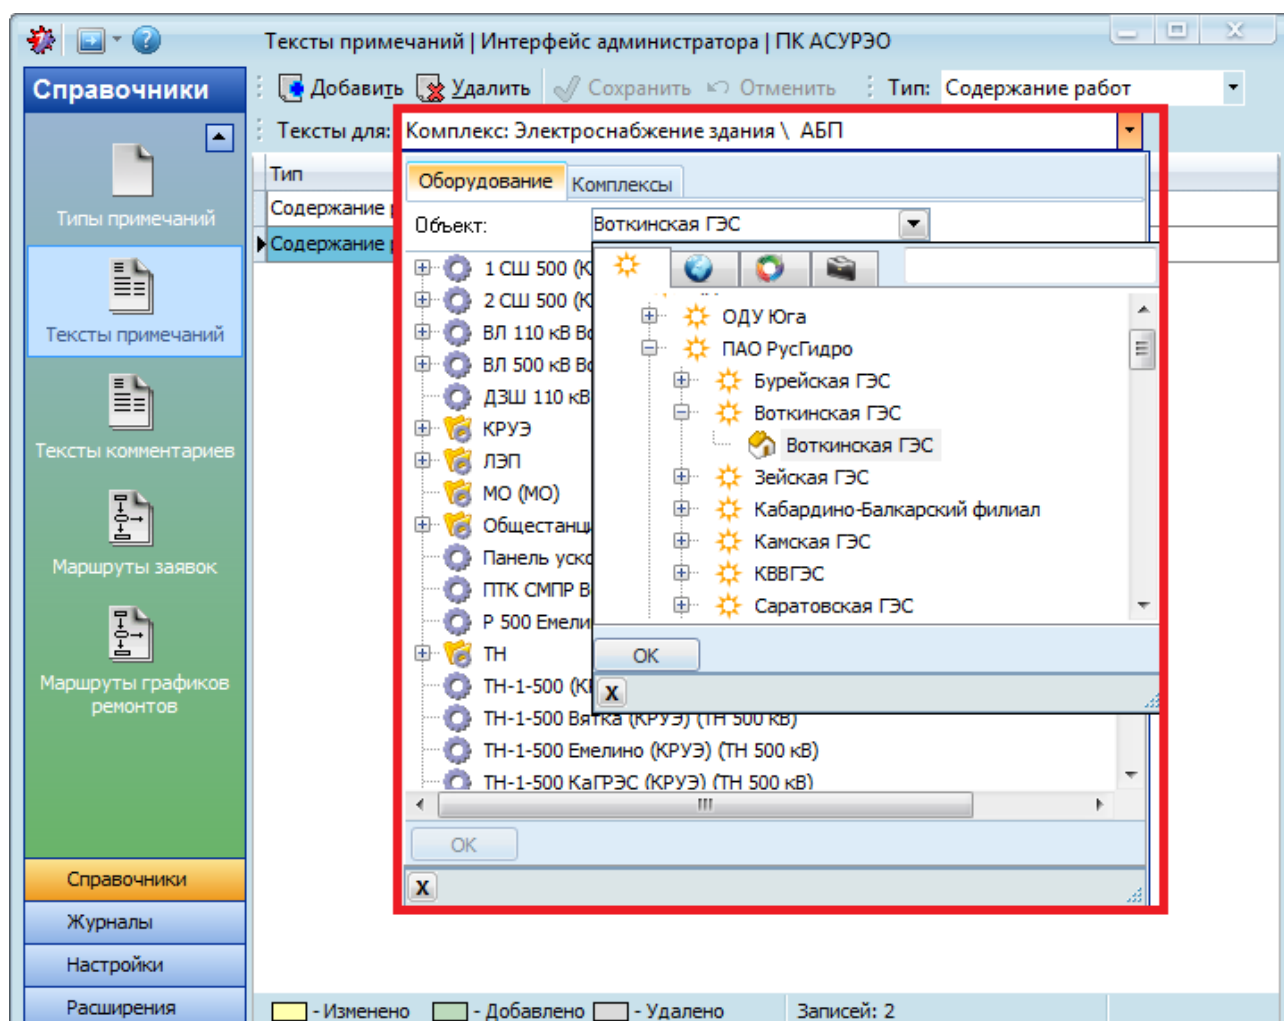 Тексты примечаний | Интерфейс администратора | ПК АСУРЭО
Справочники
Добавить Удалить Сохранить Отменить Тип: Содержание работ
Тексты для: Комплекс: Электроснабжение здания \ АБП
Тип
Содержание
Содержание
Типы примечаний
Тексты примечаний
Тексты комментариев
Маршруты заявок
Маршруты графиков
ремонтов
Оборудование Комплексы
Объект: Воткинская ГЭС
1 СШ 500 (К
2 СШ 500 (К
ВЛ 110 кВ Во
ВЛ 500 кВ Во
ДЗШ 110 кВ
КРУЭ
ЛЭП
МО (МО)
Общестанц
Панель уско
ПТК СМПР В
Р 500 Емели
ТН
ТН-1-500 (К
ТН-1-500 Вятка (КРУЭ) (ТН 500 кВ)
ТН-1-500 Емелино (КРУЭ) (ТН 500 кВ)
ТН-1-500 КаГРЭС (КРУЭ) (ТН 500 кВ)
ОДУ Юга
ПАО РусГидро
Бурейская ГЭС
Воткинская ГЭС
Воткинская ГЭС
Зейская ГЭС
Кабардино-Балкарский филиал
Камская ГЭС
КВВГЭС
Саратовская ГЭС
ОК
X
ОК
X
Справочники
Журналы
Настройки
Расширения
- Изменено - Добавлено - Удалено Записей: 2